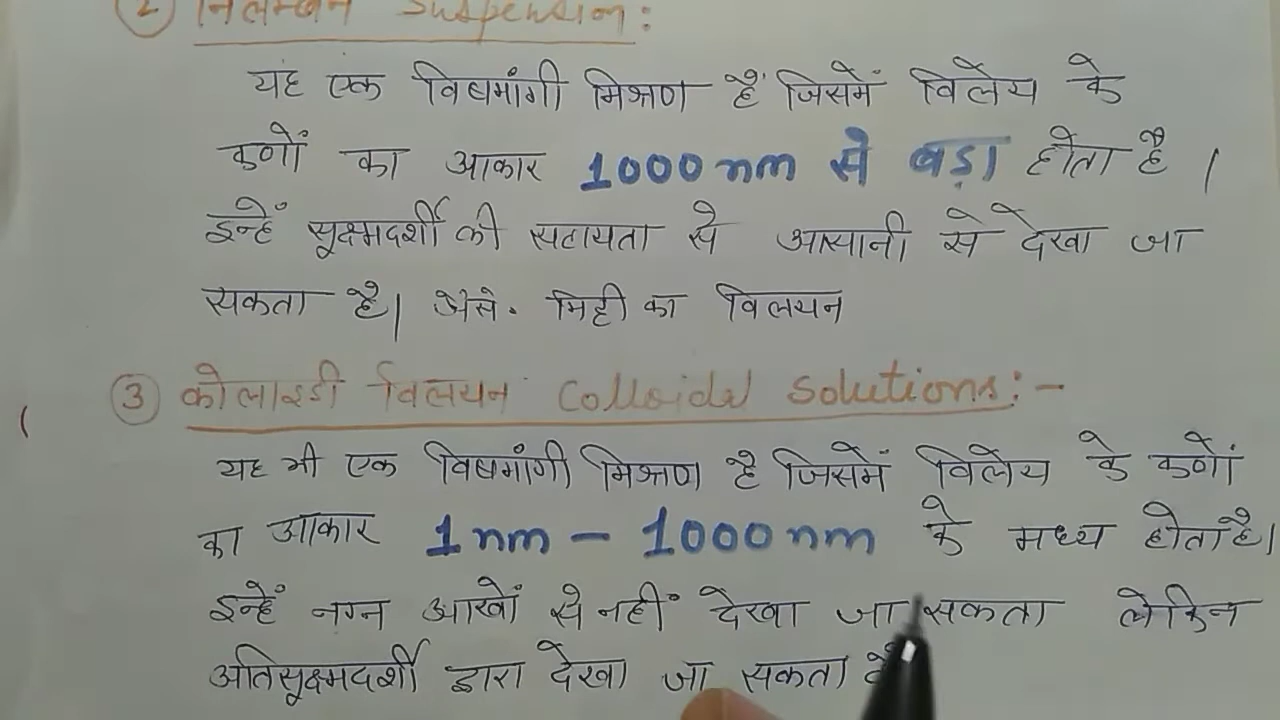 ② निलम्बन suspension:
यह एक विषमांगी मिश्रण है जिसमें विलेय के
कणों का आकार 1000 nm से बड़ा होता है ।
इन्हें सूक्ष्मदर्शी की सहायता से आसानी से देखा जा
सकता है। जैसे. मिट्टी का विलयन
③ कोलाइडी विलयन Colloidal Solutions:-
यह भी एक विषमांगी मिश्रण है जिसमें विलेय के कणों
का आकार 1 nm - 1000 nm के मध्य होता है।
इन्हें नग्न आखों से नहीं देखा जा सकता लेकिन
अतिसूक्ष्मदर्शी द्वारा देखा जा सकता